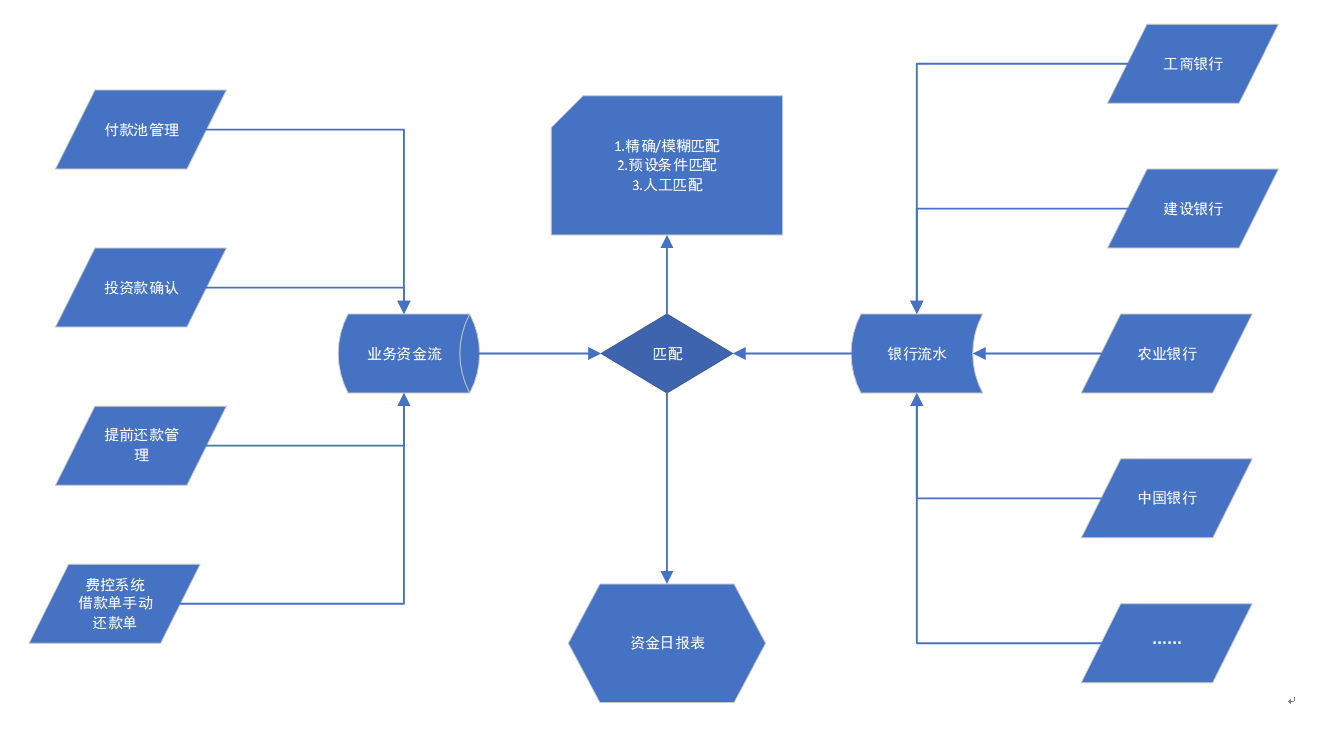 工商银行
付款池管理
1.精确/模糊匹配
2.预设条件匹配
3.人工匹配
建设银行
投资款确认
业务资金流
匹配
银行流水
农业银行
提前还款管
理
中国银行
费控系统
借款单手动
还款单
资金日报表
······